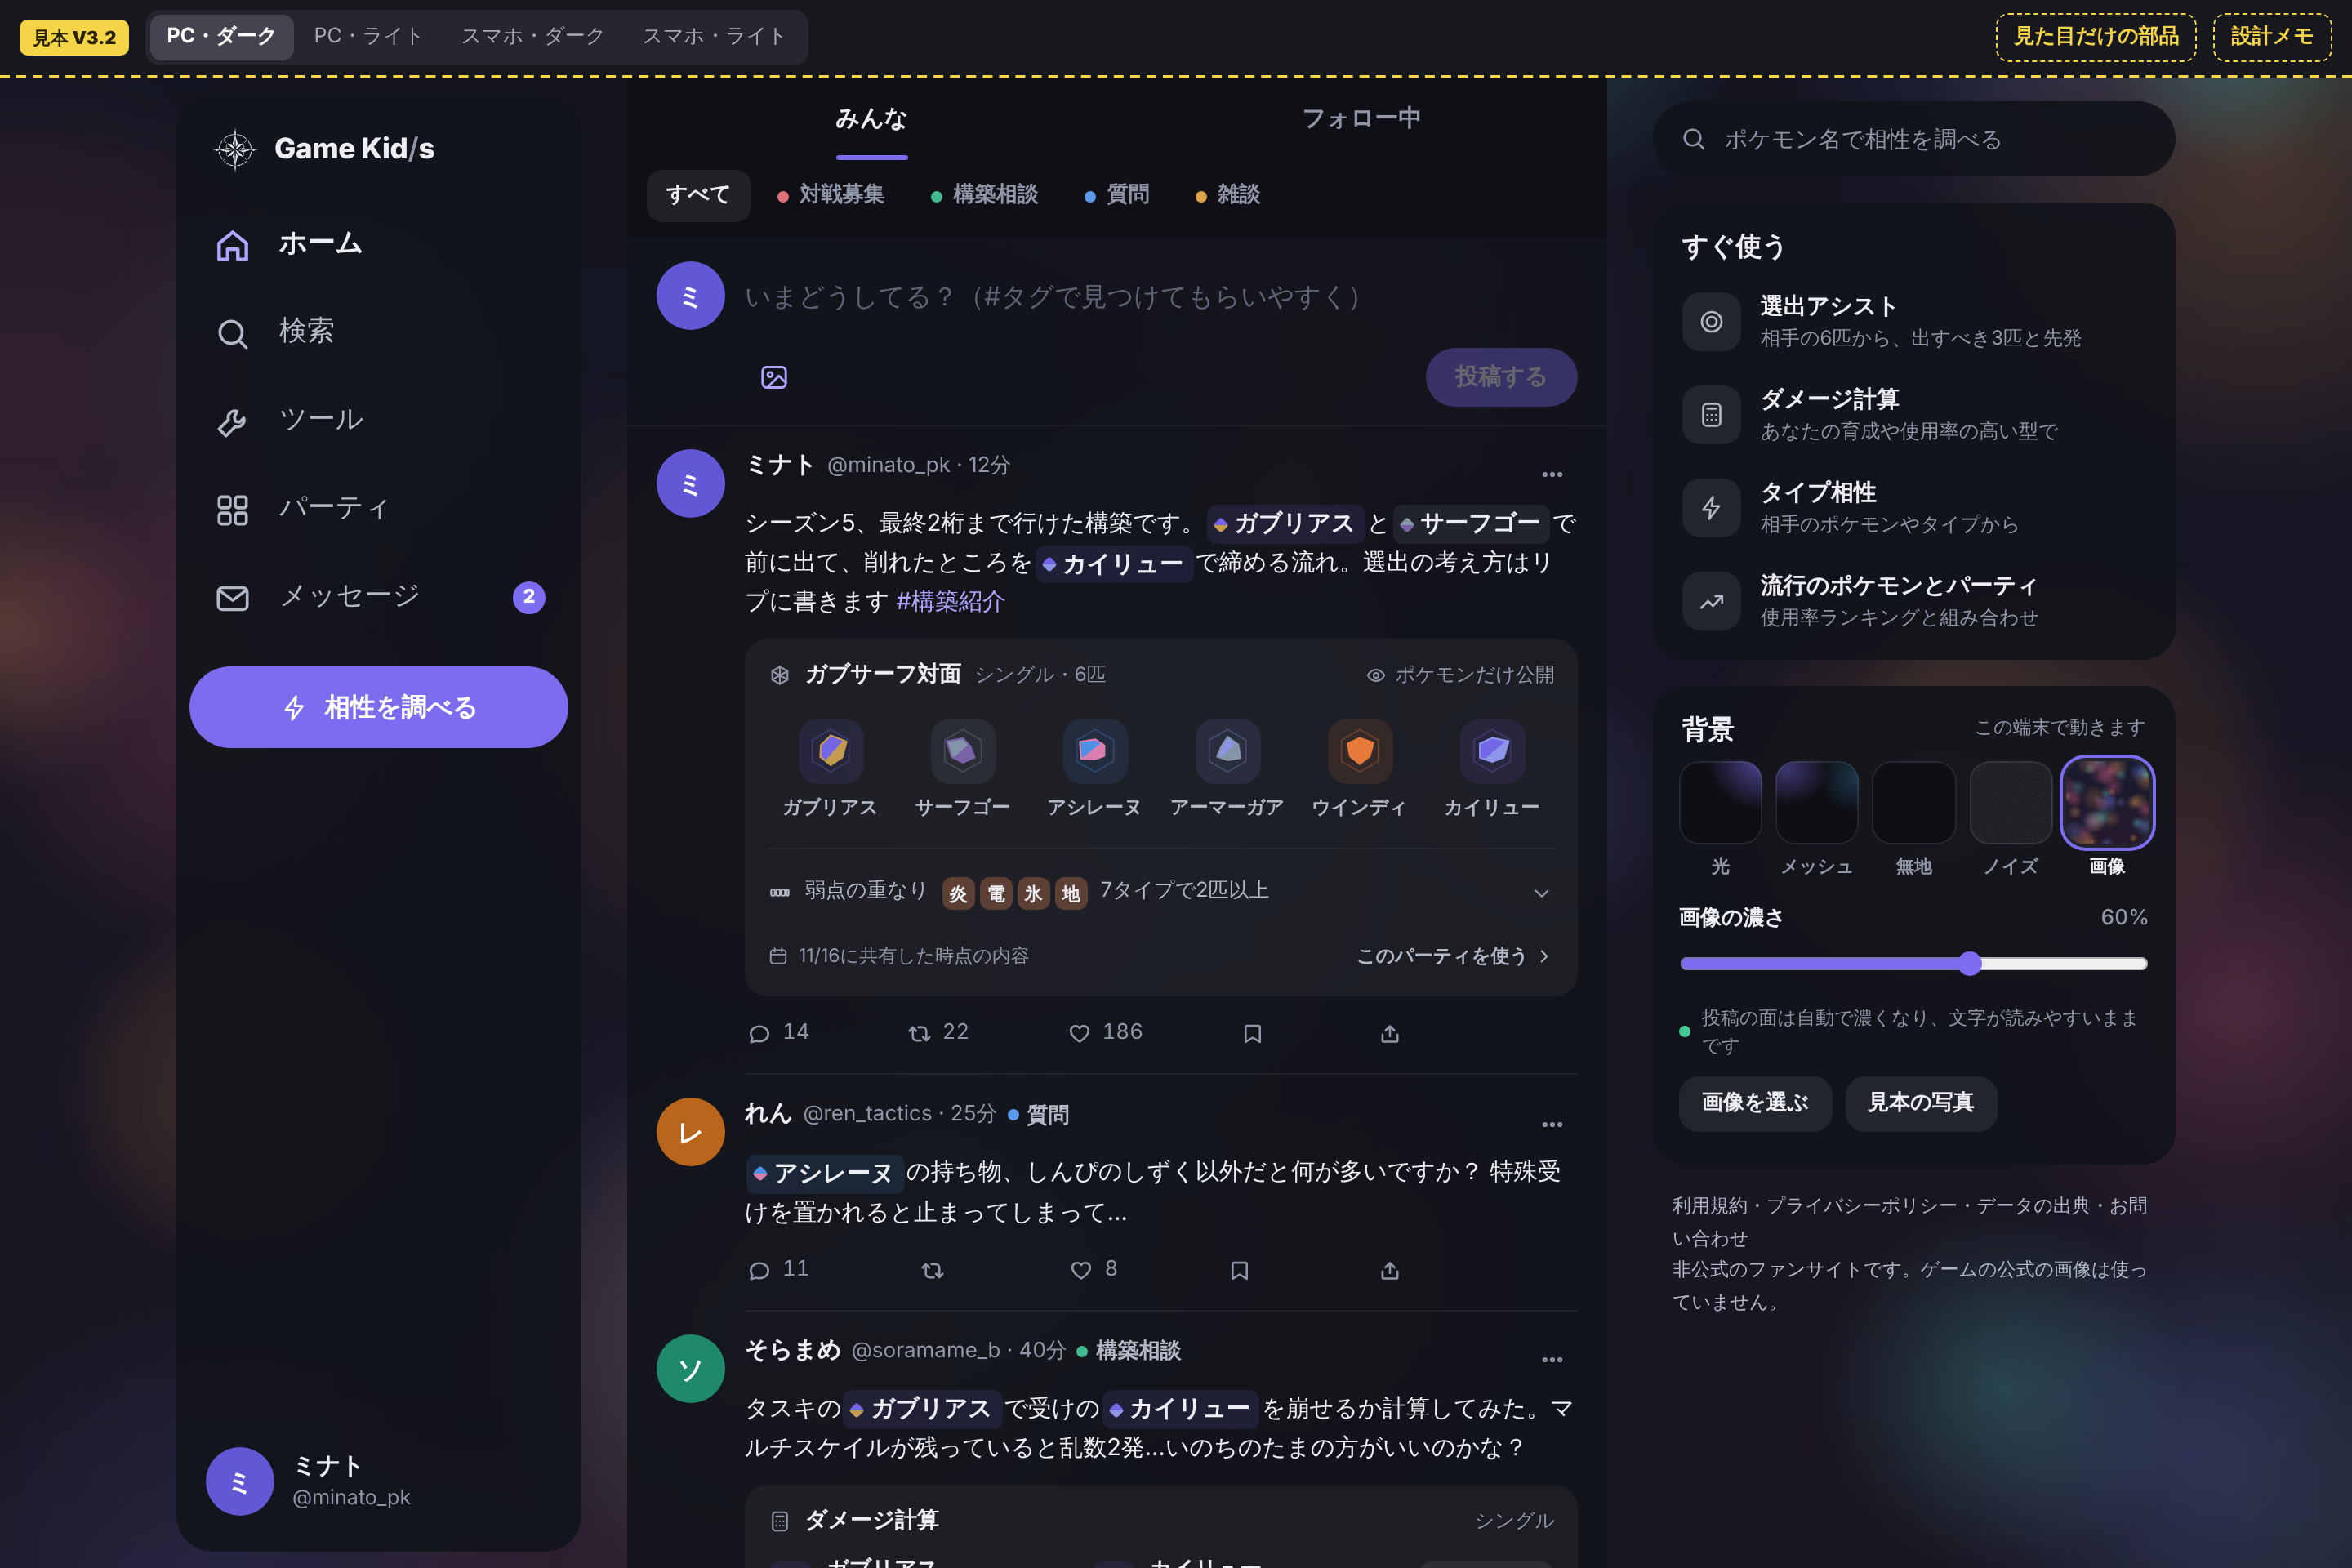 見本 V3.2
PC・ダーク
PC・ライト
スマホ・ダーク
スマホ・ライト
見た目だけの部品
設計メモ
Game Kid/s
ホーム
検索
ツール
パーティ
メッセージ
2
相性を調べる
ミ
ミナト
@minato_pk
みんな
フォロー中
すべて
対戦募集
構築相談
質問
雑談
ミ
いまどうしてる？（#タグで見つけてもらいやすく）
投稿する
ミ
ミナト @minato_pk · 12分
シーズン5、最終2桁まで行けた構築です。 ガブリアス と サーフゴー で
前に出て、削れたところを カイリュー で締める流れ。選出の考え方はリ
プに書きます #構築紹介
ガブサーフ対面 シングル・6匹
ポケモンだけ公開
ガブリアス
サーフゴー
アシレーヌ
アーマーガア
ウインディ
カイリュー
弱点の重なり 炎 電 氷 地 7タイプで2匹以上
11/16に共有した時点の内容
このパーティを使う
14
22
186
レ
れん @ren_tactics · 25分 質問
アシレーヌ の持ち物、しんぴのしずく以外だと何が多いですか？ 特殊受
けを置かれると止まってしまって…
11
8
ソ
そらまめ @soramame_b · 40分 構築相談
タスキの ガブリアス で受けの カイリュー を崩せるか計算してみた。マ
ルチスケイルが残っていると乱数2発…いのちのたまの方がいいのかな？
ダメージ計算
シングル
ガブリアス
カイリュー
ポケモン名で相性を調べる
すぐ使う
選出アシスト
相手の6匹から、出すべき3匹と先発
ダメージ計算
あなたの育成や使用率の高い型で
タイプ相性
相手のポケモンやタイプから
流行のポケモンとパーティ
使用率ランキングと組み合わせ
背景
この端末で動きます
光
メッシュ
無地
ノイズ
画像
画像の濃さ
60%
投稿の面は自動で濃くなり、文字が読みやすいまま
です
画像を選ぶ
見本の写真
利用規約・プライバシーポリシー・データの出典・お問
い合わせ
非公式のファンサイトです。ゲームの公式の画像は使っ
ていません。